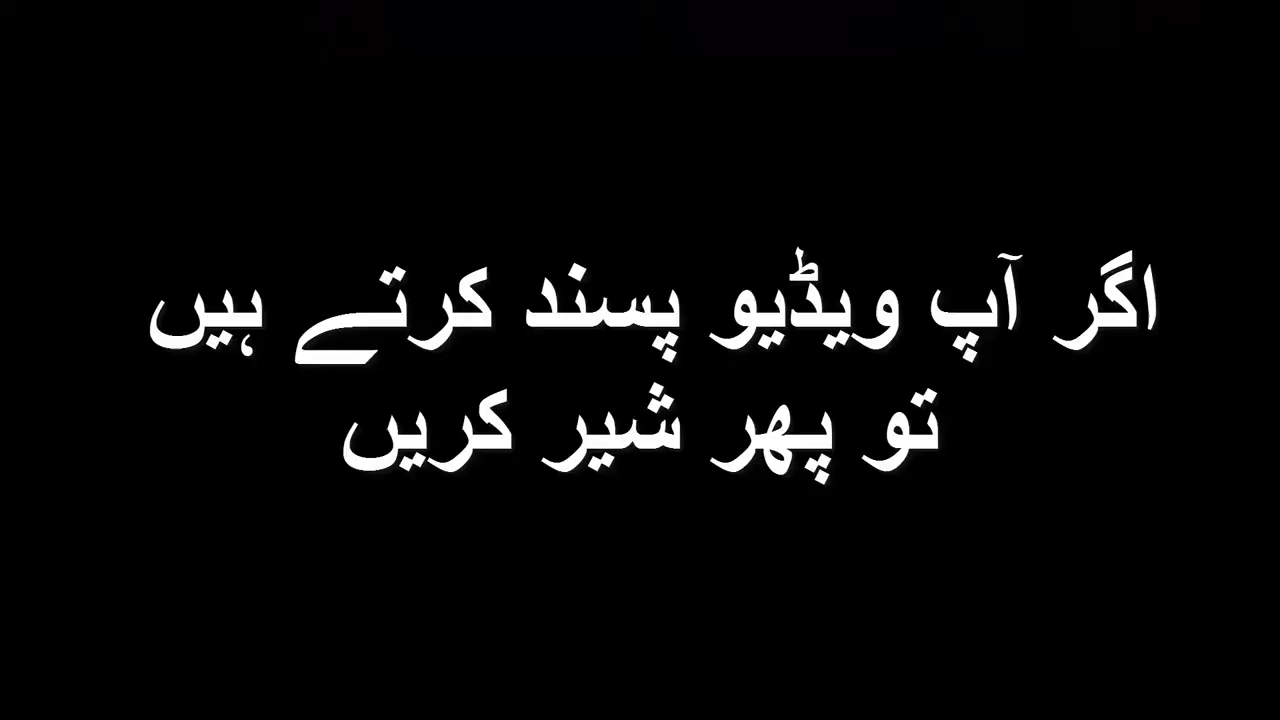 اگر آپ ویڈیو پسند کرتے ہیں
تو پھر شیر کریں